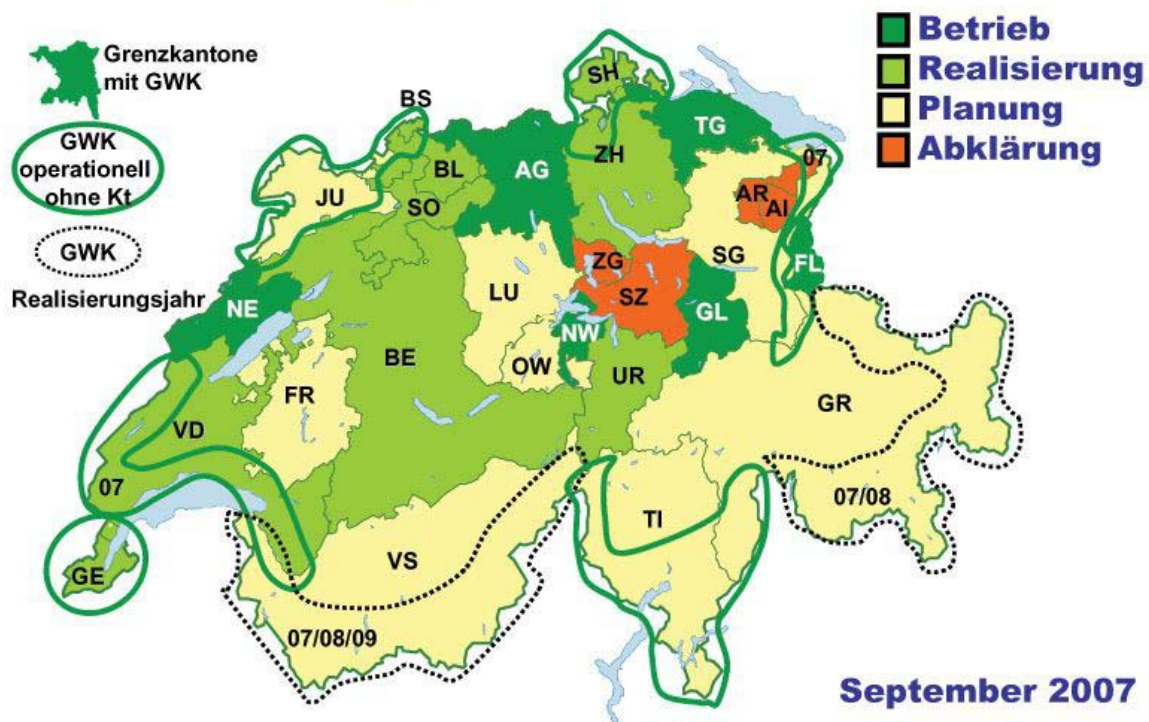 Grenzkantone
mit GWK
GWK
operationell
ohne Kt
GWK
Realisierungsjahr
Betrieb
Realisierung
Planung
Abklärung
SH
BS
TG
ZH
07
BL
AG
JU
AR
AI
SO
ZG
SG
FL
NE
LU
SZ
GL
NW
BE
OW
UR
FR
GR
VD
07
07/08
TI
VS
GE
07/08/09
September 2007